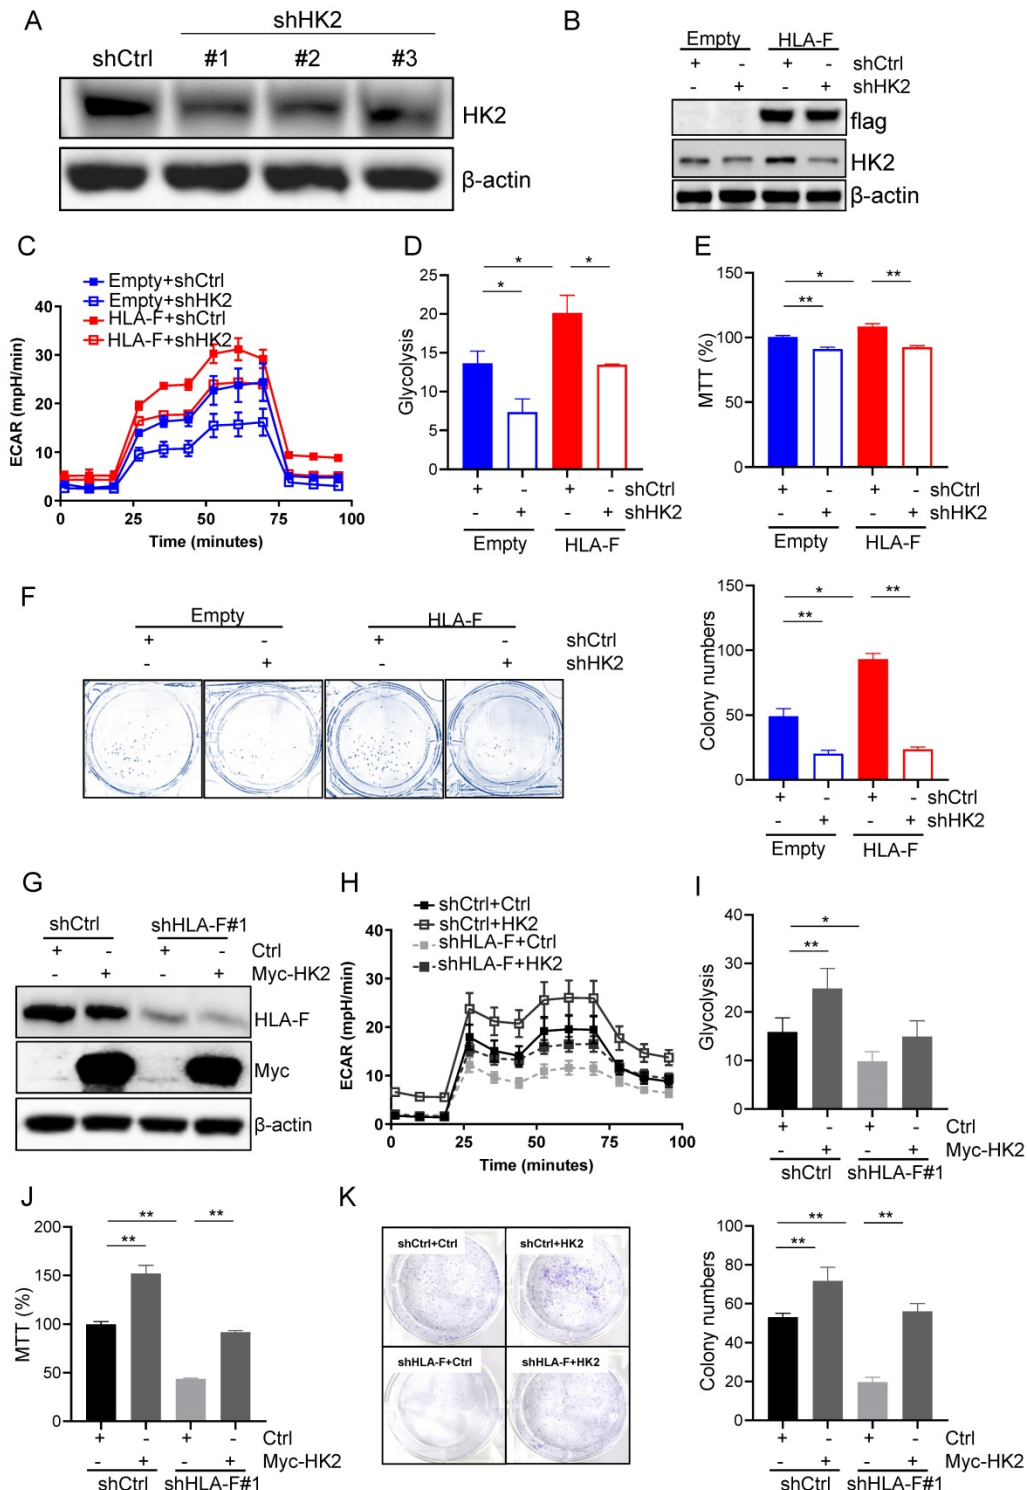 A
shHK2
shCtrl #1 #2 #3
HK2
β-actin
B
Empty HLA-F
+ - + - shCtrl
- + - + shHK2
flag
HK2
β-actin
C
Empty+shCtrl
Empty+shHK2
HLA-F+shCtrl
HLA-F+shHK2
ECAR (mpH/min)
40
30
20
10
0
0 25 50 75 100
Time (minutes)
D
Glycolysis
25
20
15
10
5
0
* * *
+ - + - shCtrl
- + - + shHK2
Empty HLA-F
E
MTT (%)
150
100
50
0
* ** **
+ - + - shCtrl
- + - + shHK2
Empty HLA-F
F
Empty HLA-F
+ - + - shCtrl
- + - + shHK2
Colony numbers
150
100
50
0
* ** **
+ - + - shCtrl
- + - + shHK2
Empty HLA-F
G
shCtrl shHLA-F#1
+ - + - Ctrl
- + - + Myc-HK2
HLA-F
Myc
β-actin
H
shCtrl+Ctrl
shCtrl+HK2
shHLA-F+Ctrl
shHLA-F+HK2
ECAR (mpH/min)
40
30
20
10
0
0 25 50 75 100
Time (minutes)
I
Glycolysis
40
30
20
10
0
* **
+ - + - Ctrl
- + - + Myc-HK2
shCtrl shHLA-F#1
J
MTT (%)
200
150
100
50
0
** ** **
+ - + - Ctrl
- + - + Myc-HK2
shCtrl shHLA-F#1
K
shCtrl+Ctrl shCtrl+HK2
shHLA-F+Ctrl shHLA-F+HK2
Colony numbers
100
80
60
40
20
0
** ** **
+ - + - Ctrl
- + - + Myc-HK2
shCtrl shHLA-F#1